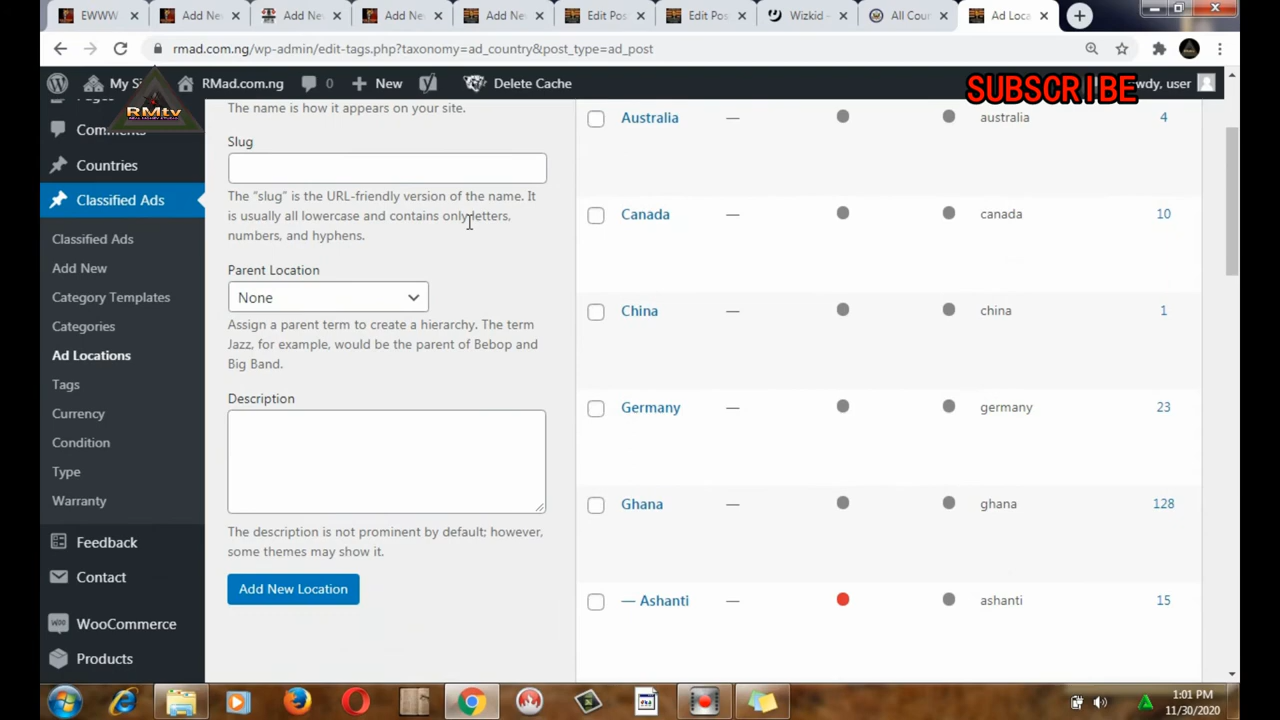 EWWW
Add Ne
Add Ne
Add Ne
Add Ne
Edit Pos
Edit Pos
Wizkid -
All Cour
Ad Loca
rmad.com.ng/wp-admin/edit-tags.php?taxonomy=ad_country&post_type=ad_post
My Si
RMad.com.ng
0
New
Delete Cache
SUBSCRIBE
wdy, user
RMtv
Pages
Comments
Countries
Classified Ads
Classified Ads
Add New
Category Templates
Categories
Ad Locations
Tags
Currency
Condition
Type
Warranty
Feedback
Contact
WooCommerce
Products
The name is how it appears on your site.
Slug
The “slug” is the URL-friendly version of the name. It
is usually all lowercase and contains only letters,
numbers, and hyphens.
Parent Location
None
Assign a parent term to create a hierarchy. The term
Jazz, for example, would be the parent of Bebop and
Big Band.
Description
The description is not prominent by default; however,
some themes may show it.
Add New Location
Australia — australia 4
Canada — canada 10
China — china 1
Germany — germany 23
Ghana — ghana 128
— Ashanti — ashanti 15
1:01 PM
11/30/2020